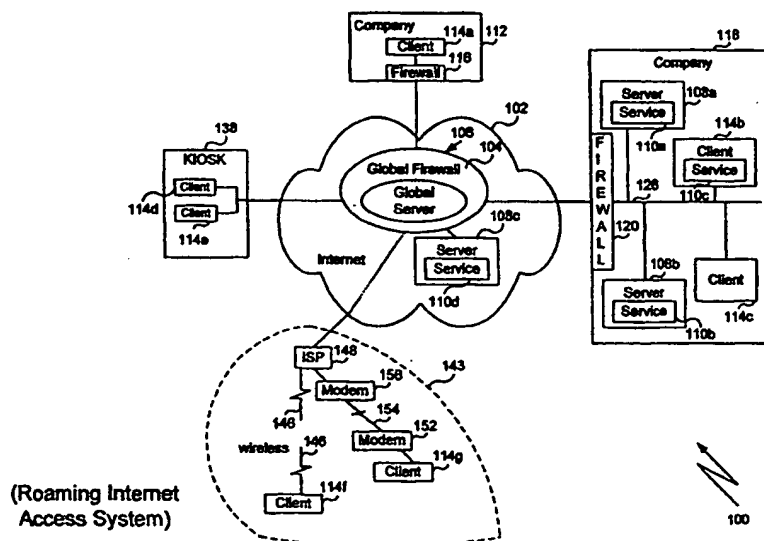 Company
114a
112
Client
116
Firewall
118
Company
108a
Server
Service
114b
110a
Client
Service
110c
FIREWALL
126
120
108b
Server
Service
110b
Client
114c
102
106
104
Global Firewall
Global
Server
108c
Server
Service
110d
Internet
138
KIOSK
Client
114d
Client
114e
ISP
148
143
156
Modem
154
146
152
Modem
wireless
146
Client
114g
Client
114f
(Roaming Internet
Access System)
100